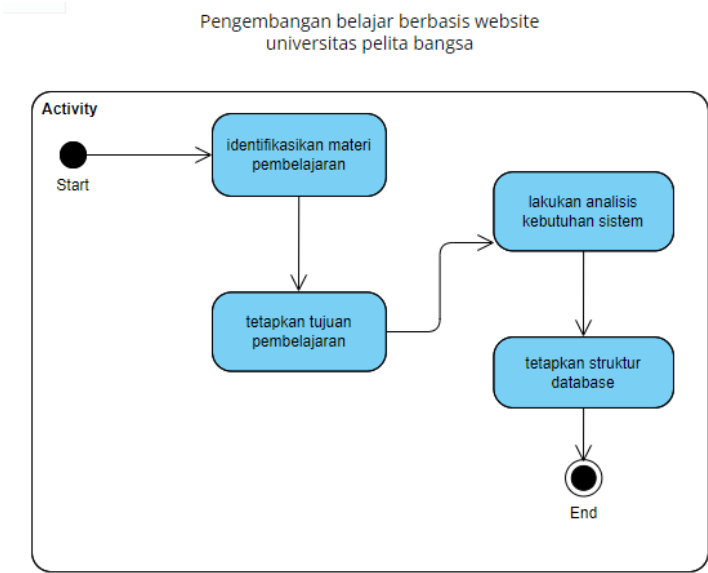 Pengembangan belajar berbasis website
universitas pelita bangsa
Activity
Start
identifikasikan materi
pembelajaran
tetapkan tujuan
pembelajaran
lakukan analisis
kebutuhan sistem
tetapkan struktur
database
End